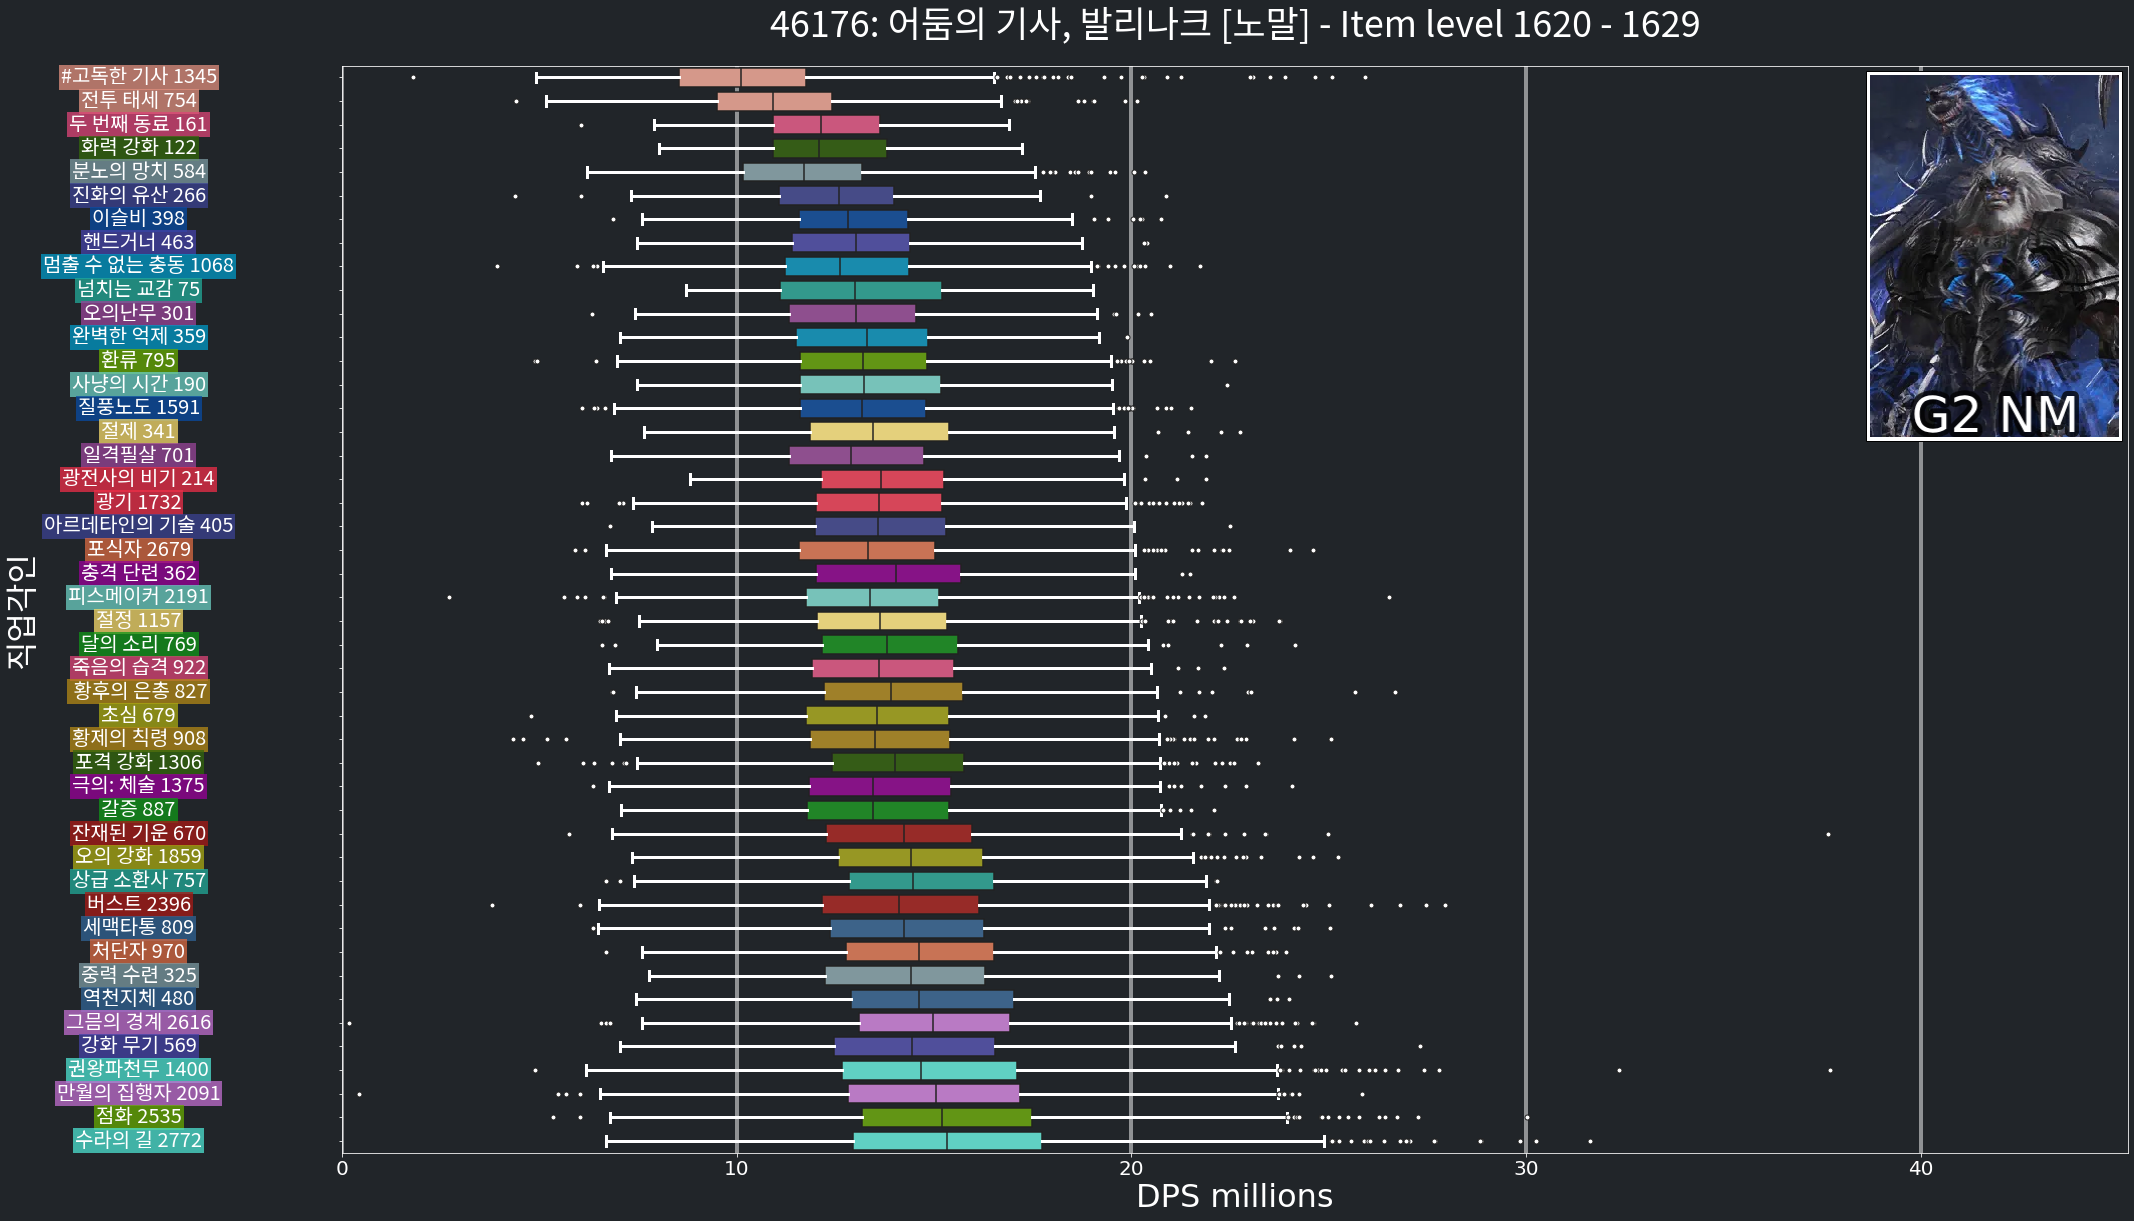 46176: 어둠의 기사, 발리나크 [노말] - Item level 1620 - 1629
#고독한 기사 1345
전투 태세 754
두 번째 동료 161
화력 강화 122
분노의 망치 584
진화의 유산 266
이슬비 398
핸드거너 463
멈출 수 없는 충동 1068
넘치는 교감 75
오의난무 301
완벽한 억제 359
환류 795
사냥의 시간 190
질풍노도 1591
절제 341
일격필살 701
광전사의 비기 214
광기 1732
아르데타인의 기술 405
포식자 2679
충격 단련 362
피스메이커 2191
절정 1157
달의 소리 769
죽음의 습격 922
황후의 은총 827
초심 679
황제의 칙령 908
포격 강화 1306
극의: 체술 1375
갈증 887
잔재된 기운 670
오의 강화 1859
상급 소환사 757
버스트 2396
세맥타통 809
처단자 970
중력 수련 325
역천지체 480
그믐의 경계 2616
강화 무기 569
권왕파천무 1400
만월의 집행자 2091
점화 2535
수라의 길 2772
직업각인
G2 NM
0 10 20 30 40
DPS millions